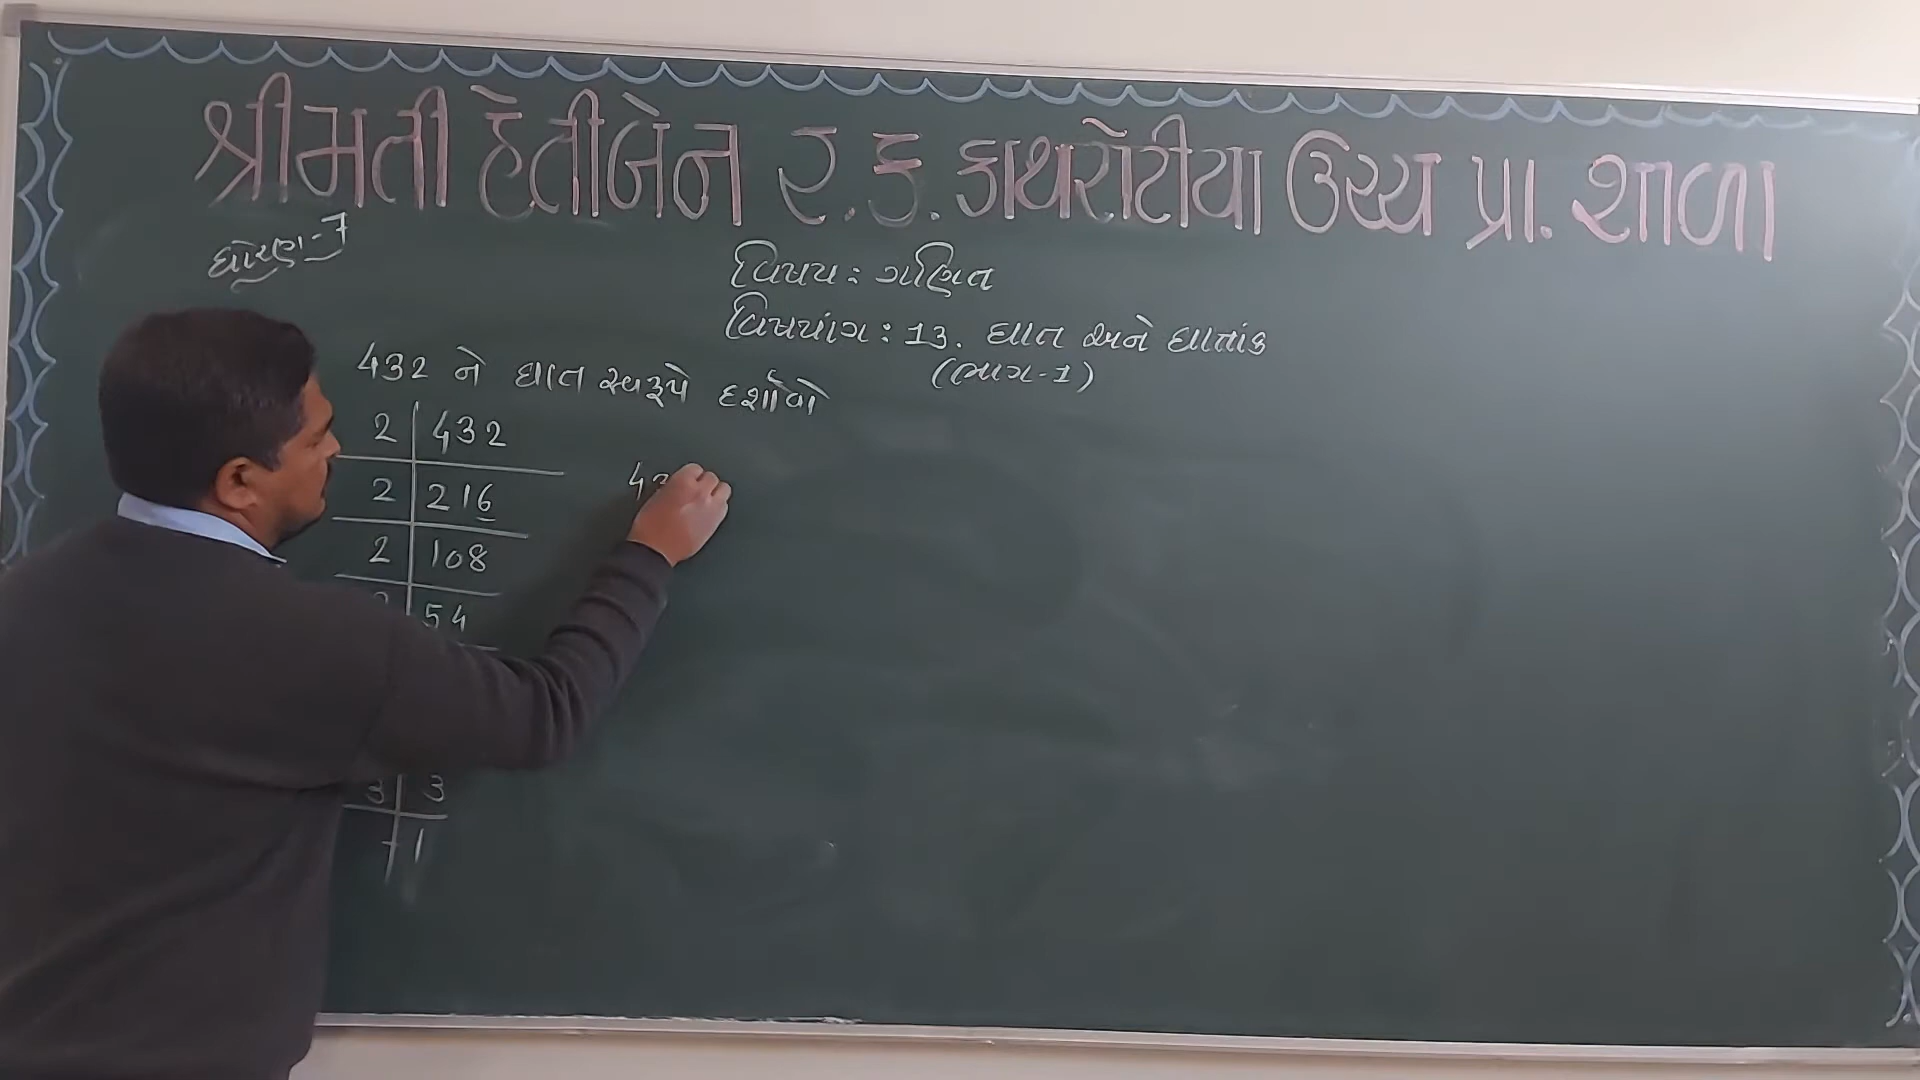 શ્રીમતી હેતીબેન ર. ક. કાથરોટીયા ઉચ્ચ પ્રા. શાળા
ધોરણ-7
વિષય : ગણિત
વિષયાંગ : 13. ઘાત અને ઘાતાંક
(ભાગ-1)
432 ને ઘાત સ્વરૂપે દર્શાવો
2 432
2 216
2 108
54
3 3
1